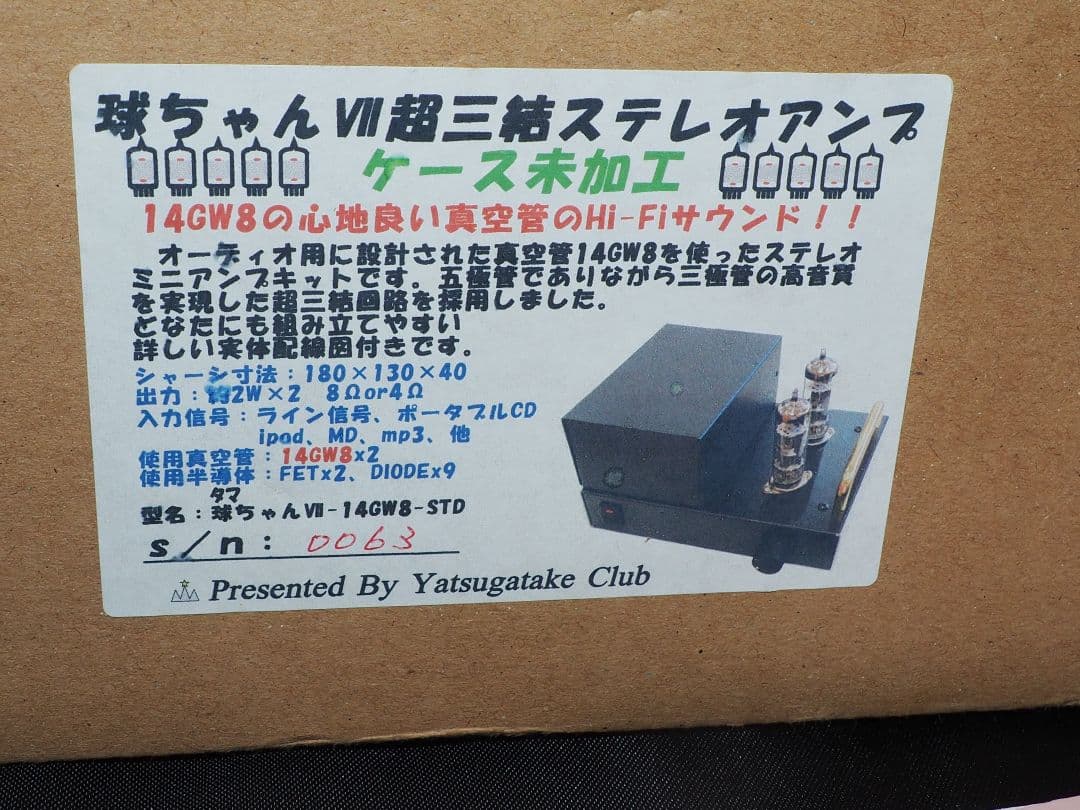 球ちゃんⅦ超三結ステレオアンプ
ケース未加工
14GW8の心地良い真空管のHi-Fiサウンド！！
オーディオ用に設計された真空管14GW8を使ったステレオ
ミニアンプキットです。五極管でありながら三極管の高音質
を実現した超三結回路を採用しました。
どなたにも組み立てやすい
詳しい実体配線図付きです。
シャーシ寸法：180×130×40
出力：約2W×2 8Ωor4Ω
入力信号：ライン信号、ポータブルCD
ipod、MD、mp3、他
使用真空管：14GW8x2
使用半導体：FETx2、DIODEx9
タマ
型名：球ちゃんⅦ-14GW8-STD
s/n： 0063
Presented By Yatsugatake Club